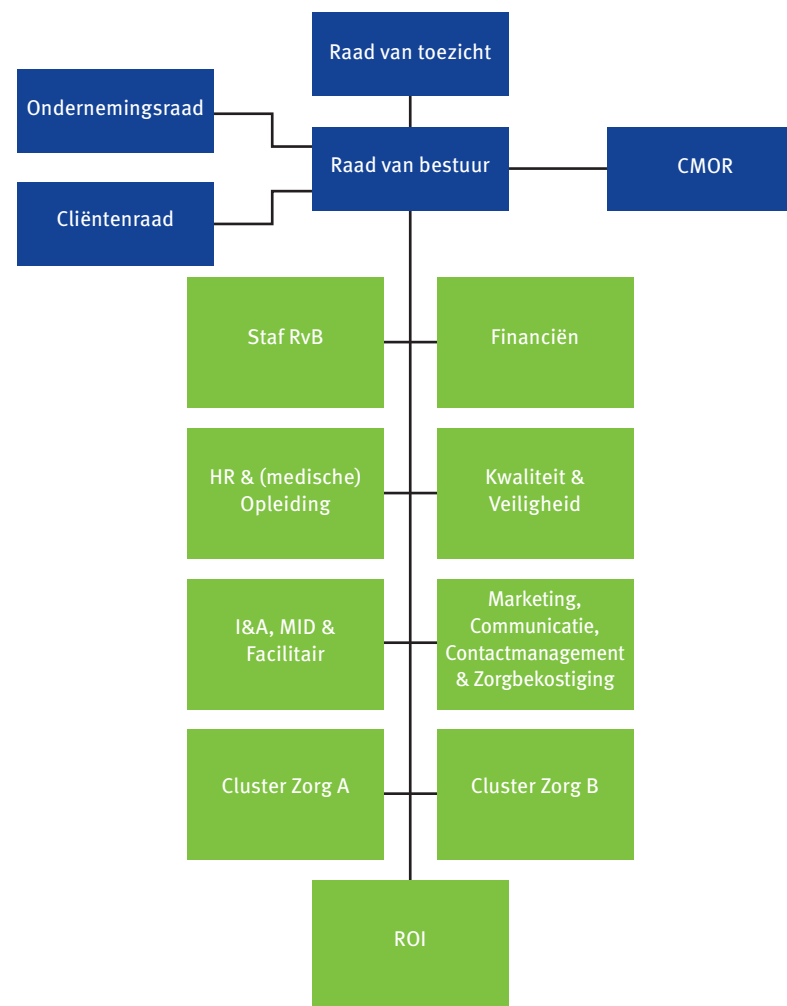 Raad van toezicht
Ondernemingsraad
Raad van bestuur
CMOR
Cliëntenraad
Staf RvB
Financiën
HR & (medische)
Opleiding
Kwaliteit &
Veiligheid
I&A, MID &
Facilitair
Marketing,
Communicatie,
Contactmanagement
& Zorgbekostiging
Cluster Zorg A
Cluster Zorg B
ROI